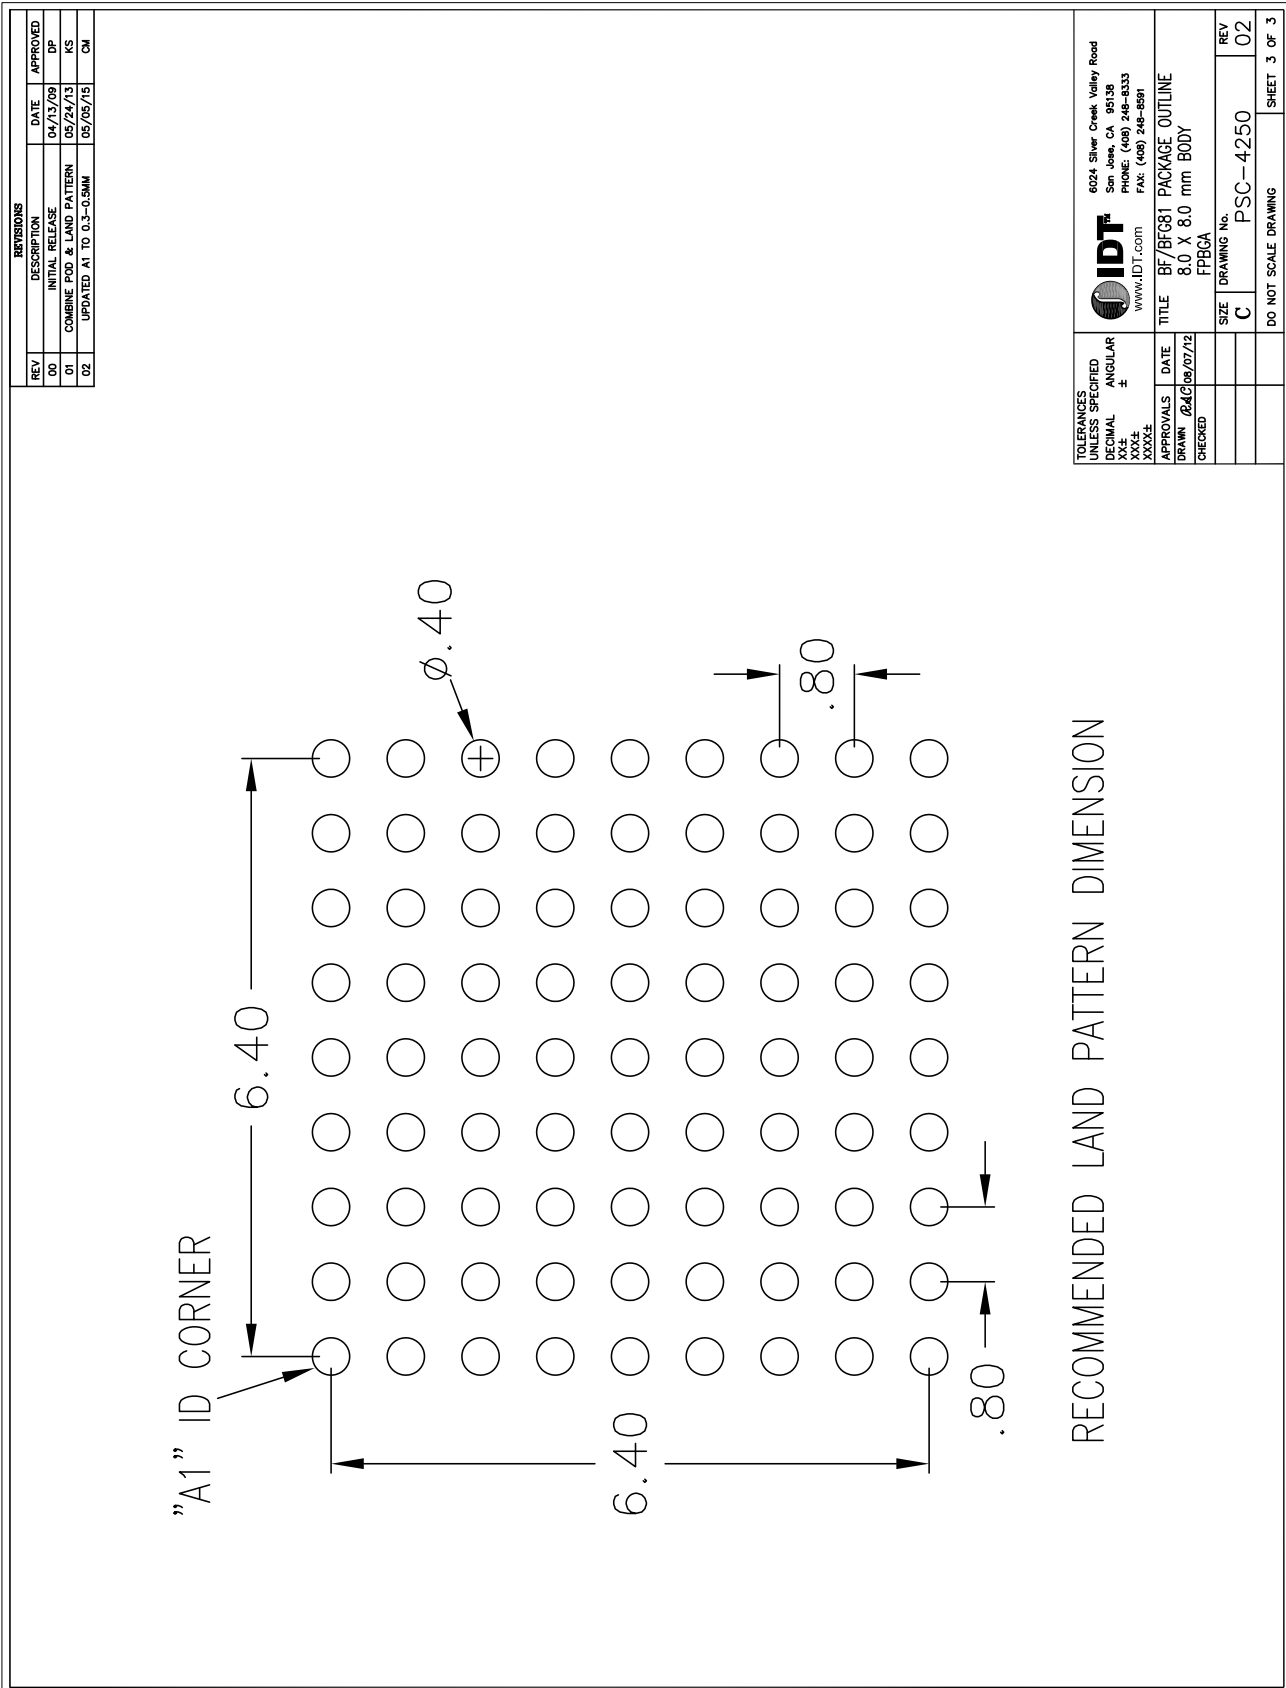 REVISIONS
REV DESCRIPTION DATE APPROVED
00 INITIAL RELEASE 04/13/09 DP
01 COMBINE POD & LAND PATTERN 05/24/13 KS
02 UPDATED A1 TO 0.3-0.5MM 05/05/15 CM
"A1" ID CORNER
6.40
Ø.40
6.40
.80
.80
RECOMMENDED LAND PATTERN DIMENSION
TOLERANCES
UNLESS SPECIFIED
DECIMAL ANGULAR
XX± ±
XXX±
XXXX±
IDT™
www.IDT.com
6024 Silver Creek Valley Road
San Jose, CA 95138
PHONE: (408) 248-8333
FAX: (408) 248-8591
APPROVALS DATE
DRAWN RAC 08/07/12
CHECKED
TITLE BF/BFG81 PACKAGE OUTLINE
8.0 X 8.0 mm BODY
FPBGA
SIZE DRAWING No. REV
C PSC-4250 02
DO NOT SCALE DRAWING SHEET 3 OF 3